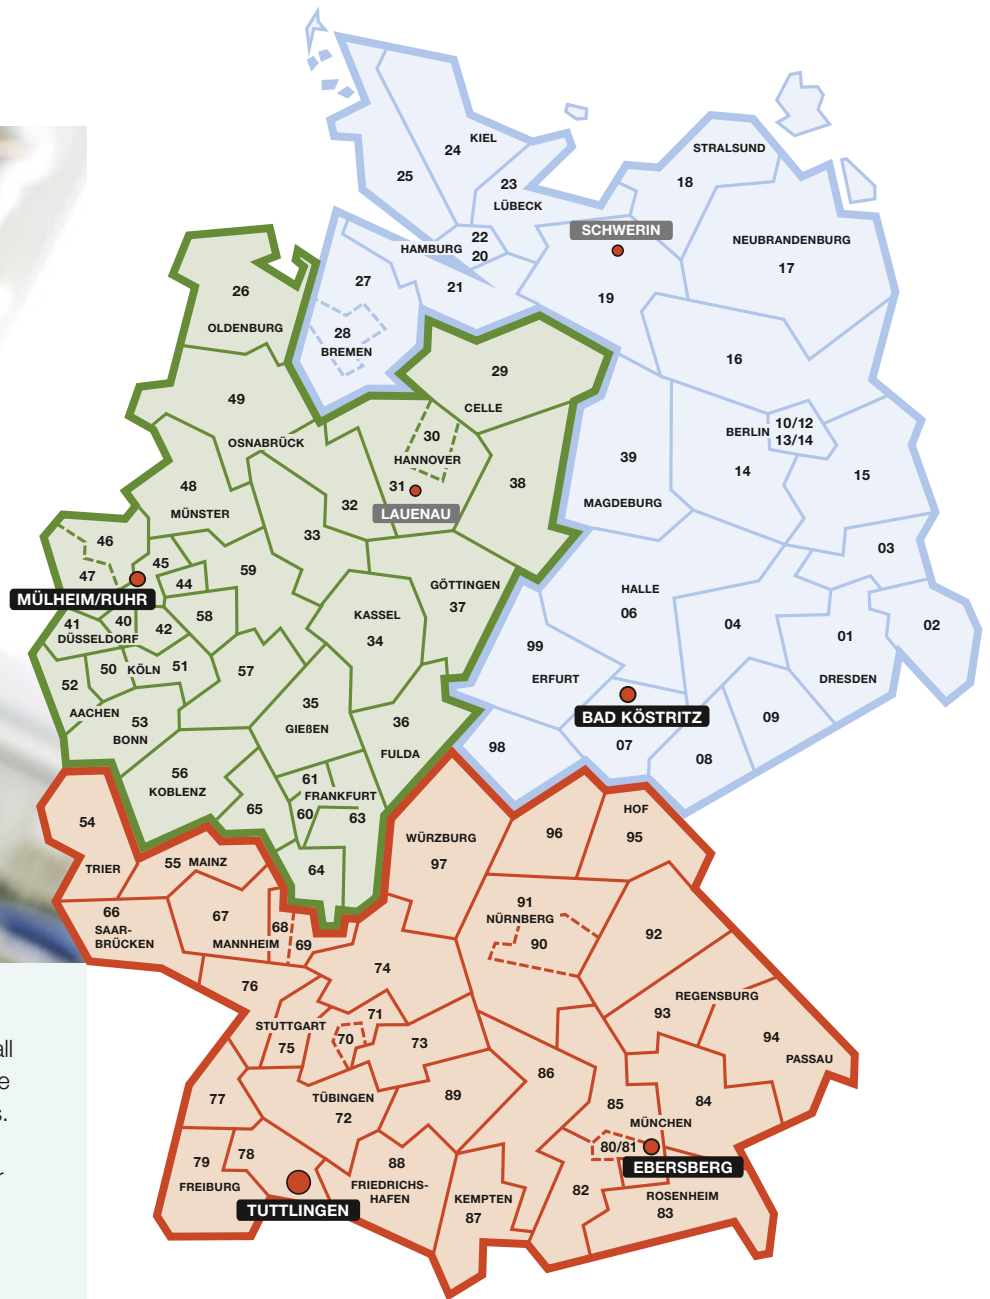 KIEL
24
25
23
LÜBECK
STRALSUND
18
SCHWERIN
HAMBURG
22
20
NEUBRANDENBURG
17
27
21
19
26
OLDENBURG
28
BREMEN
16
29
CELLE
49
OSNABRÜCK
30
HANNOVER
31
LAUENAU
38
39
MAGDEBURG
BERLIN
10/12
13/14
14
15
48
MÜNSTER
32
33
46
47
45
44
59
MÜLHEIM/RUHR
41
40
42
58
DÜSSELDORF
GÖTTINGEN
37
KASSEL
34
03
HALLE
06
04
01
02
DRESDEN
99
ERFURT
BAD KÖSTRITZ
50
KÖLN
51
57
52
AACHEN
53
BONN
35
GIEßEN
36
FULDA
98
07
09
08
56
KOBLENZ
65
61
FRANKFURT
60
63
64
54
TRIER
55 MAINZ
WÜRZBURG
97
96
HOF
95
66
SAAR-
BRÜCKEN
67
MANNHEIM
68
69
91
NÜRNBERG
90
92
74
76
STUTTGART
75
70
71
73
REGENSBURG
93
94
PASSAU
77
TÜBINGEN
72
89
86
85
MÜNCHEN
84
80/81
EBERSBERG
79
78
FREIBURG
TUTTLINGEN
88
FRIEDRICHS-
HAFEN
KEMPTEN
87
82
ROSENHEIM
83
all
e
s.
r